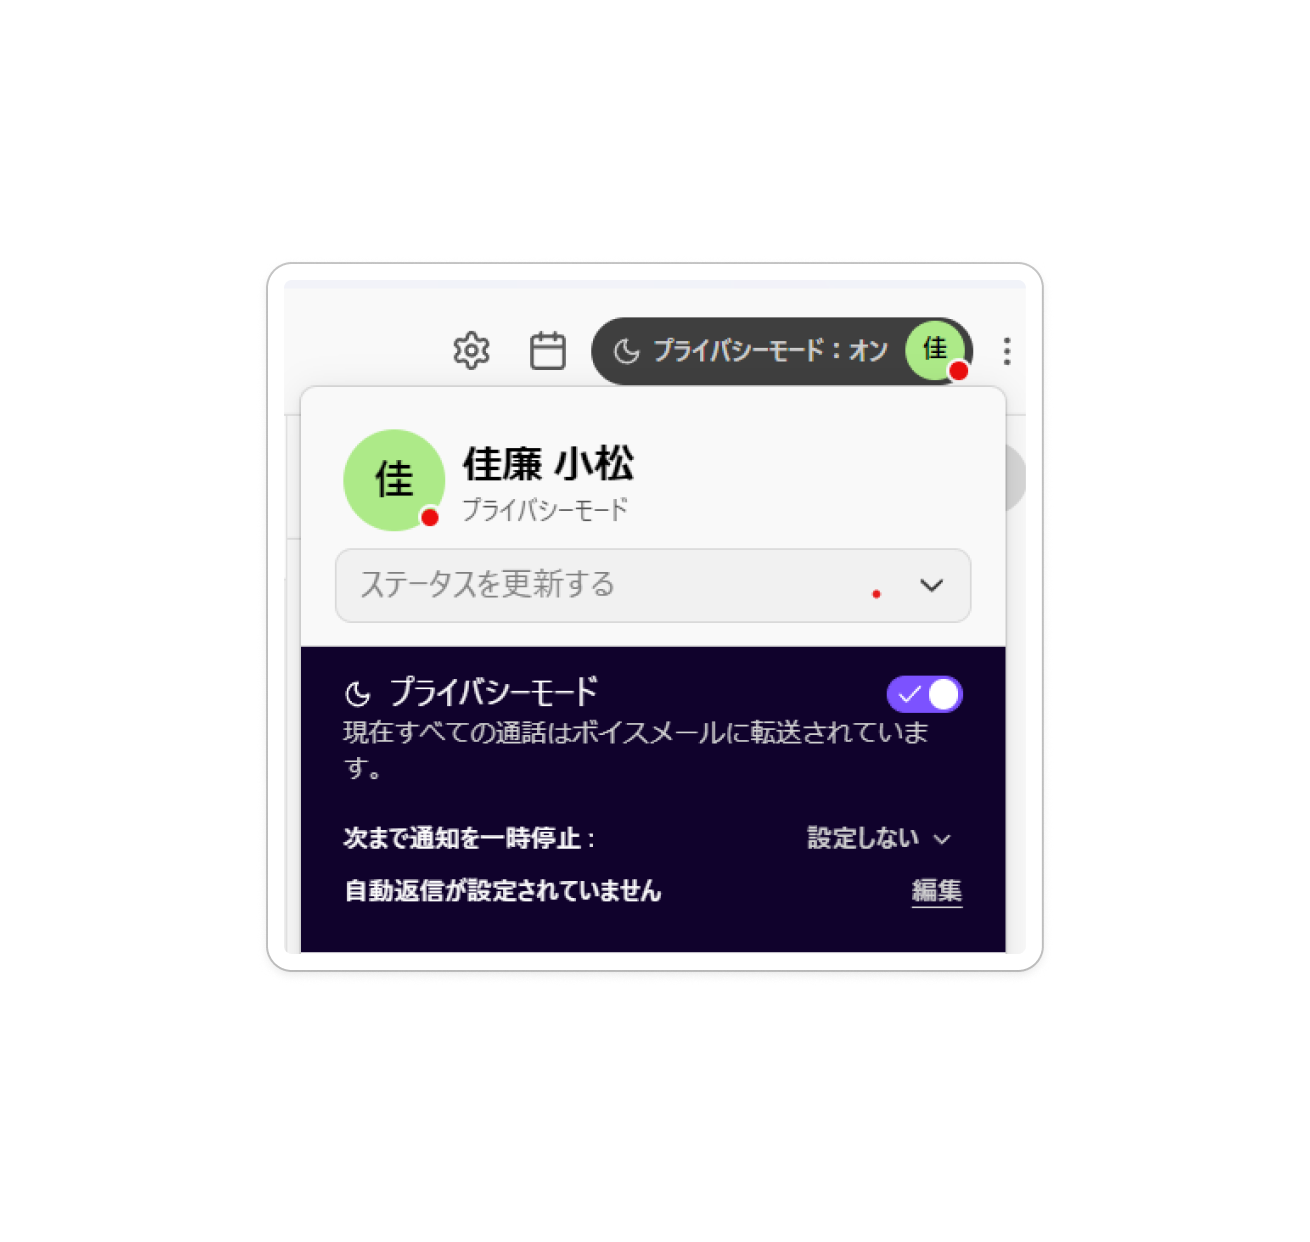 プライバシーモード：オン
佳
佳
佳廉 小松
プライバシーモード
ステータスを更新する
プライバシーモード
現在すべての通話はボイスメールに転送されていま
す。
次まで通知を一時停止 : 設定しない
自動返信が設定されていません 編集